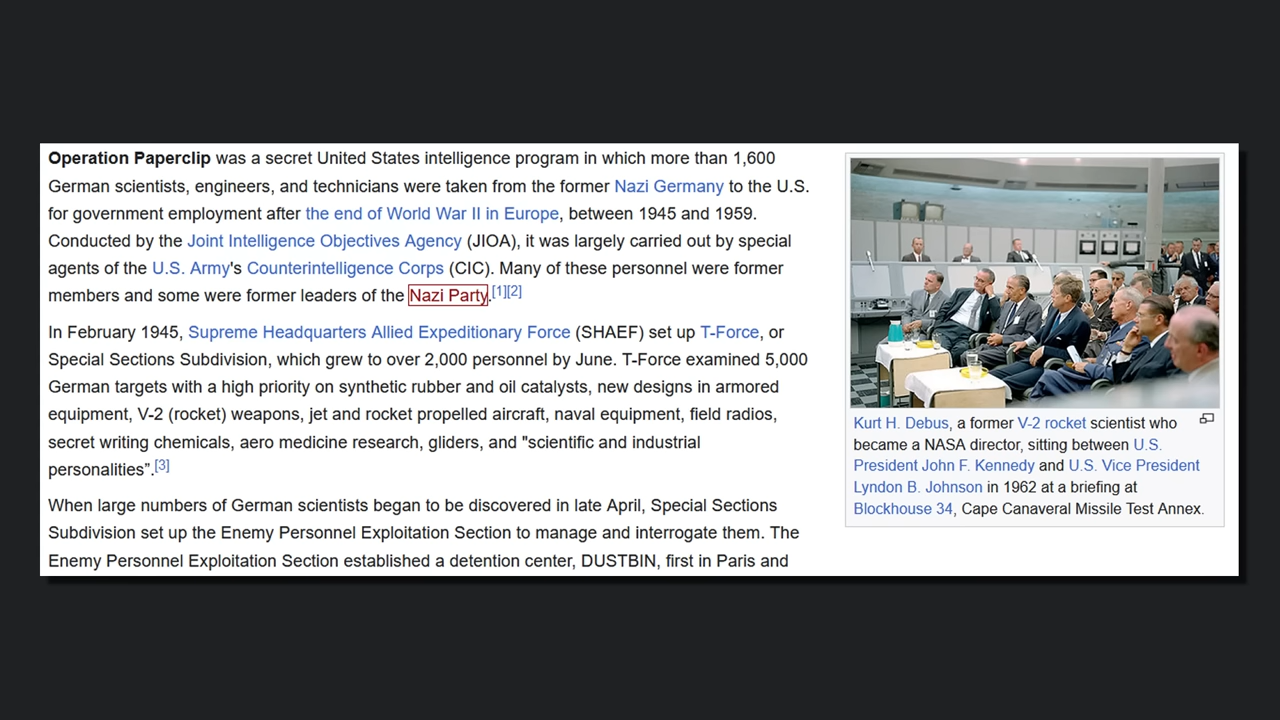 Operation Paperclip was a secret United States intelligence program in which more than 1,600
German scientists, engineers, and technicians were taken from the former Nazi Germany to the U.S.
for government employment after the end of World War II in Europe, between 1945 and 1959.
Conducted by the Joint Intelligence Objectives Agency (JIOA), it was largely carried out by special
agents of the U.S. Army's Counterintelligence Corps (CIC). Many of these personnel were former
members and some were former leaders of the Nazi Party.[1][2]
In February 1945, Supreme Headquarters Allied Expeditionary Force (SHAEF) set up T-Force, or
Special Sections Subdivision, which grew to over 2,000 personnel by June. T-Force examined 5,000
German targets with a high priority on synthetic rubber and oil catalysts, new designs in armored
equipment, V-2 (rocket) weapons, jet and rocket propelled aircraft, naval equipment, field radios,
secret writing chemicals, aero medicine research, gliders, and "scientific and industrial
personalities”.[3]
When large numbers of German scientists began to be discovered in late April, Special Sections
Subdivision set up the Enemy Personnel Exploitation Section to manage and interrogate them. The
Enemy Personnel Exploitation Section established a detention center, DUSTBIN, first in Paris and
Kurt H. Debus, a former V-2 rocket scientist who
became a NASA director, sitting between U.S.
President John F. Kennedy and U.S. Vice President
Lyndon B. Johnson in 1962 at a briefing at
Blockhouse 34, Cape Canaveral Missile Test Annex.